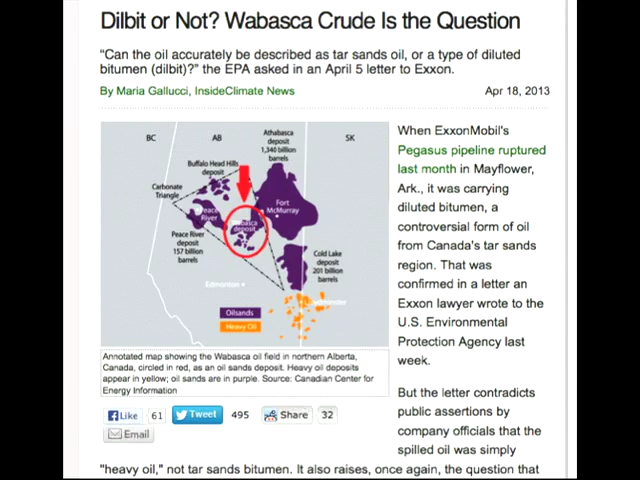 Dilbit or Not? Wabasca Crude Is the Question
"Can the oil accurately be described as tar sands oil, or a type of diluted
bitumen (dilbit)?" the EPA asked in an April 5 letter to Exxon.
By Maria Gallucci, InsideClimate News
Apr 18, 2013
BC
AB
SK
Athabasca
deposit
1,340 billion
barrels
Buffalo Head Hills
deposit
Carbonate
Triangle
Peace
River
Fort
McMurray
deposit
Peace River
deposit
157 billion
barrels
Cold Lake
deposit
201 billion
barrels
Edmonton
Oilsands
Heavy Oil
Annotated map showing the Wabasca oil field in northern Alberta,
Canada, circled in red, as an oil sands deposit. Heavy oil deposits
appear in yellow; oil sands are in purple. Source: Canadian Center for
Energy Information
Like
61
Tweet
495
Share
32
Email
When ExxonMobil's
Pegasus pipeline ruptured
last month in Mayflower,
Ark., it was carrying
diluted bitumen, a
controversial form of oil
from Canada's tar sands
region. That was
confirmed in a letter an
Exxon lawyer wrote to the
U.S. Environmental
Protection Agency last
week.
But the letter contradicts
public assertions by
company officials that the
spilled oil was simply
"heavy oil," not tar sands bitumen. It also raises, once again, the question that